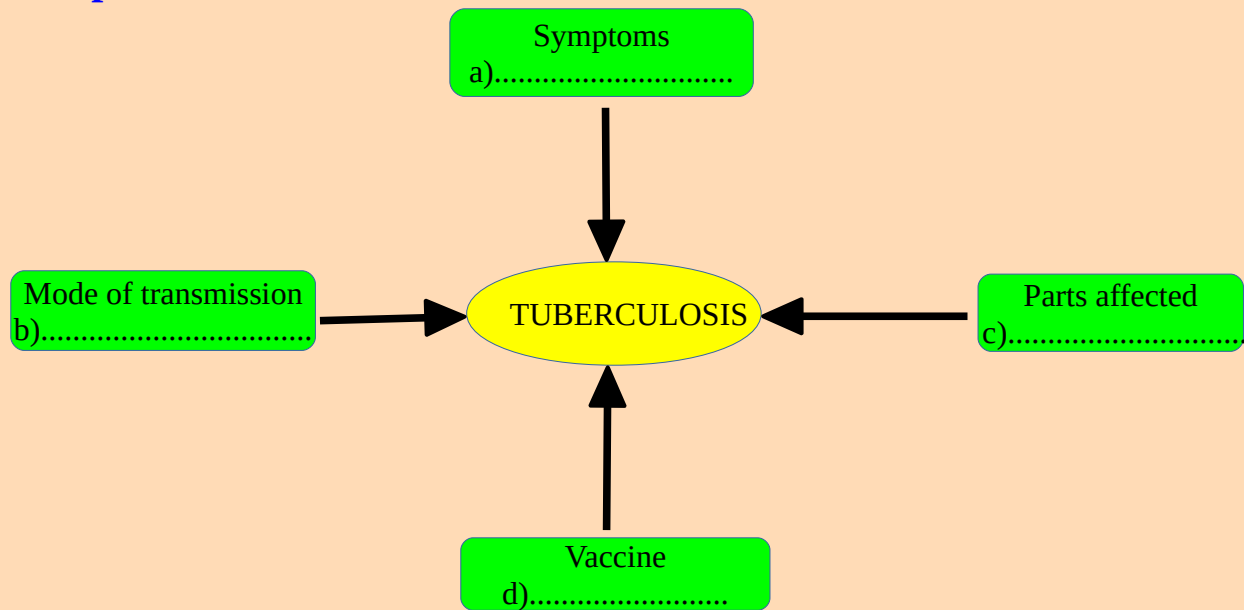 Symptoms
a)..............................
Mode of transmission
b)..................................
TUBERCULOSIS
Parts affected
c)..............................
Vaccine
d).........................